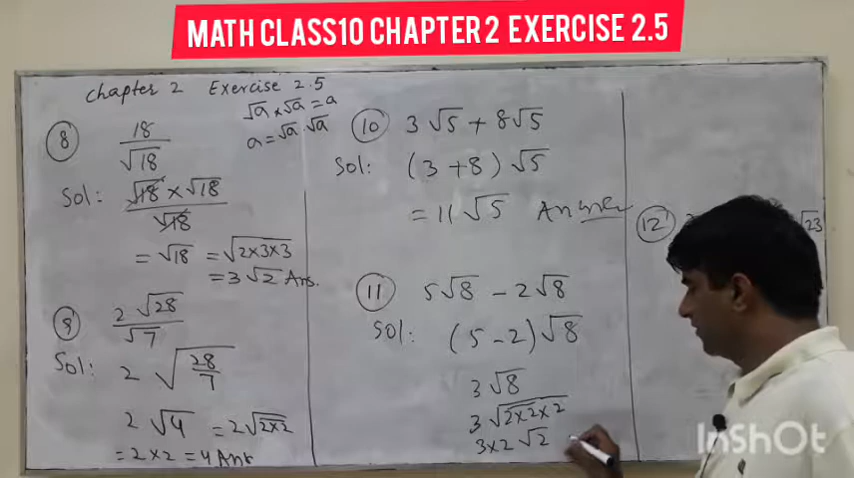 MATH CLASS10 CHAPTER 2 EXERCISE 2.5
Chapter 2 Exercise 2.5
√a × √a = a
a = √a · √a
8 18/√18
Sol: √18 × √18 / √18
= √18 = √2×3×3
= 3√2 Ans.
9 2√28/√7
Sol: 2 √28/7
2√4 = 2√2×2
= 2×2 = 4 Ans
10 3√5 + 8√5
Sol: (3 + 8) √5
= 11√5 Answer
11 5√8 − 2√8
Sol: (5 − 2)√8
3√8
3√2×2×2
3×2√2
12 √23
InShOt